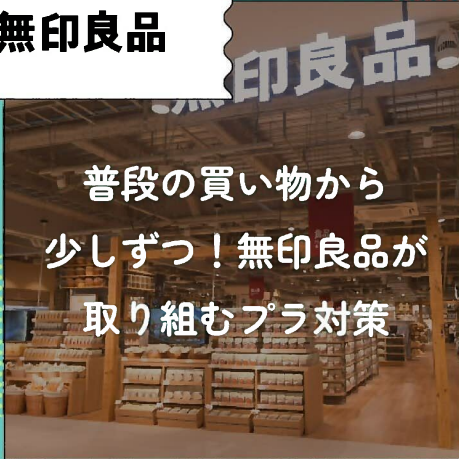 無印良品
無印良品
普段の買い物から
少しずつ！無印良品が
取り組むプラ対策